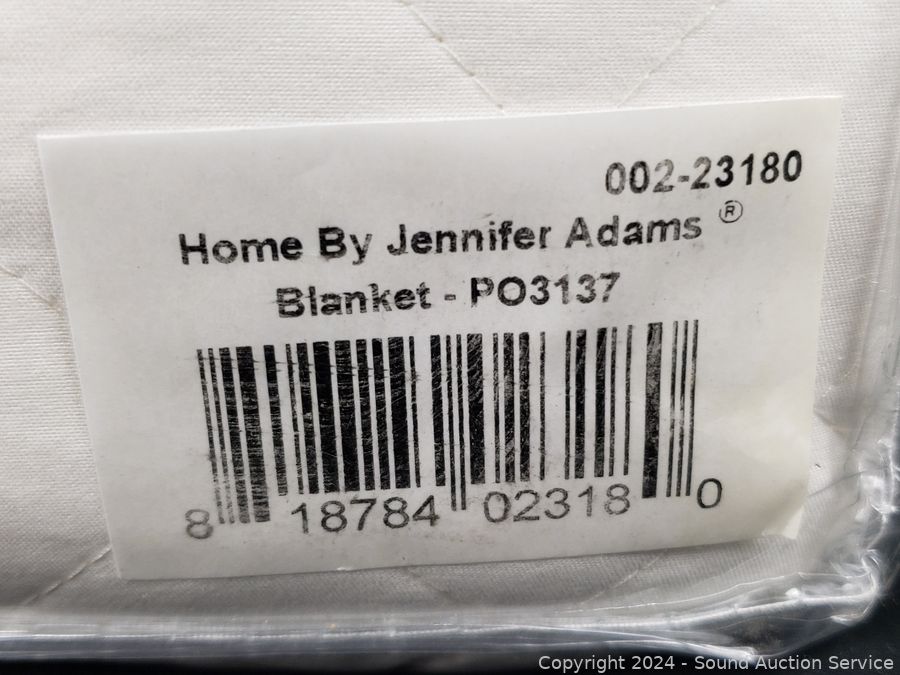 002-23180
Home By Jennifer Adams ®
Blanket - PO3137
8 18784 02318 0
Copyright 2024 - Sound Auction Service